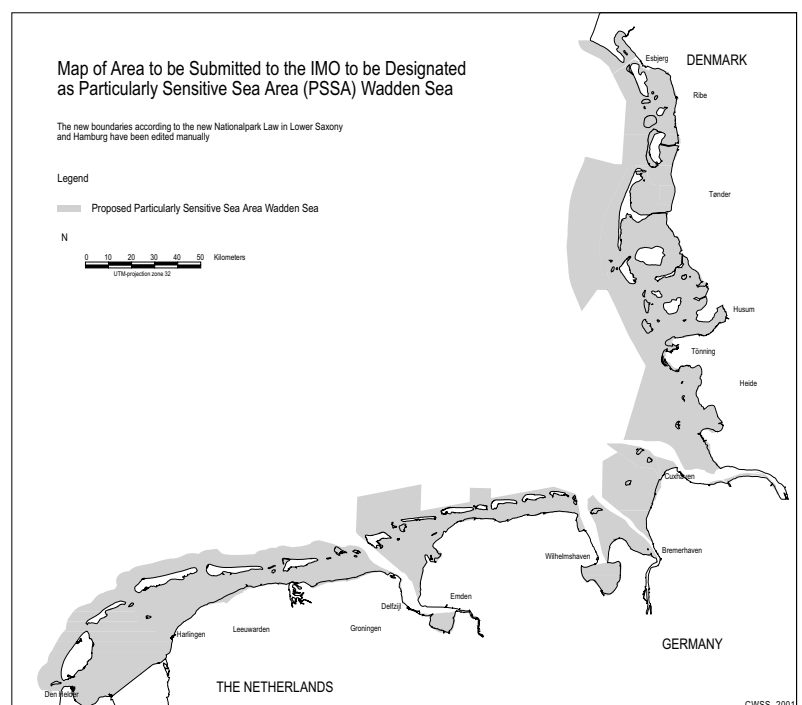 Map of Area to be Submitted to the IMO to be Designated
as Particularly Sensitive Sea Area (PSSA) Wadden Sea
The new boundaries according to the new Nationalpark Law in Lower Saxony
and Hamburg have been edited manually
Legend
Proposed Particularly Sensitive Sea Area Wadden Sea
N
0 10 20 30 40 50 Kilometers
UTM-projection zone 32
Esbjerg
DENMARK
Ribe
Tønder
Husum
Tönning
Heide
Cuxhaven
Wilhelmshaven
Bremerhaven
Emden
Delfzijl
Groningen
Leeuwarden
Harlingen
GERMANY
THE NETHERLANDS
Den Helder
CWSS, 2001